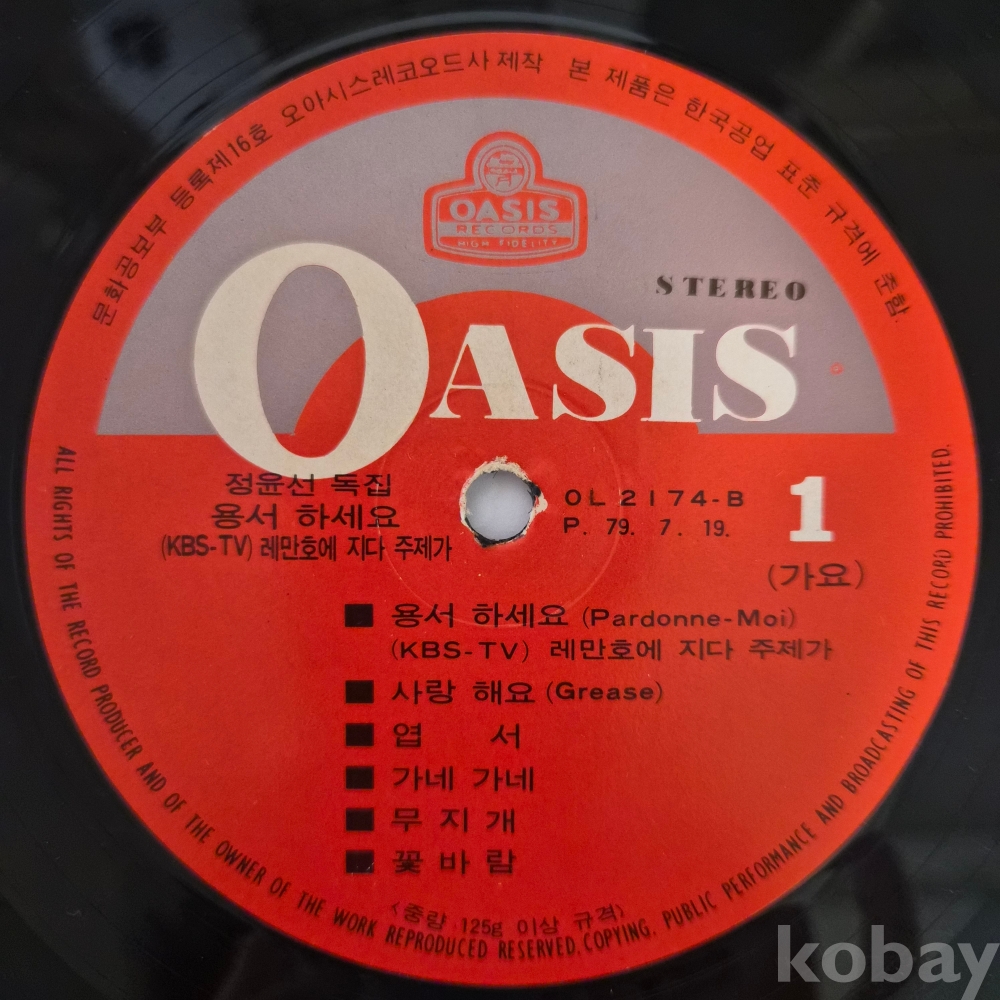 문화공보부 등록제16호 오아시스레코오드사 제작 본 제품은 한국공업 표준 규격에 준함.
OASIS
RECORDS
HIGH FIDELITY
STEREO
OASIS
정윤선 독집
용서 하세요
(KBS-TV) 레만호에 지다 주제가
OL 2174-B
P. 79. 7. 19.
1
(가요)
■ 용서 하세요 (Pardonne-Moi)
(KBS-TV) 레만호에 지다 주제가
■ 사랑 해요 (Grease)
■ 엽 서
■ 가네 가네
■ 무지개
■ 꽃바람
〈중량 125g 이상 규격〉
ALL RIGHTS OF THE RECORD PRODUCER AND OF THE OWNER OF THE WORK REPRODUCED RESERVED. COPYING. PUBLIC PERFORMANCE AND BROADCASTING OF THIS RECORD PROHIBITED.
kobay